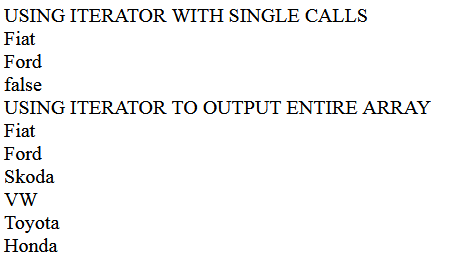 USING ITERATOR WITH SINGLE CALLS
Fiat
Ford
false
USING ITERATOR TO OUTPUT ENTIRE ARRAY
Fiat
Ford
Skoda
VW
Toyota
Honda